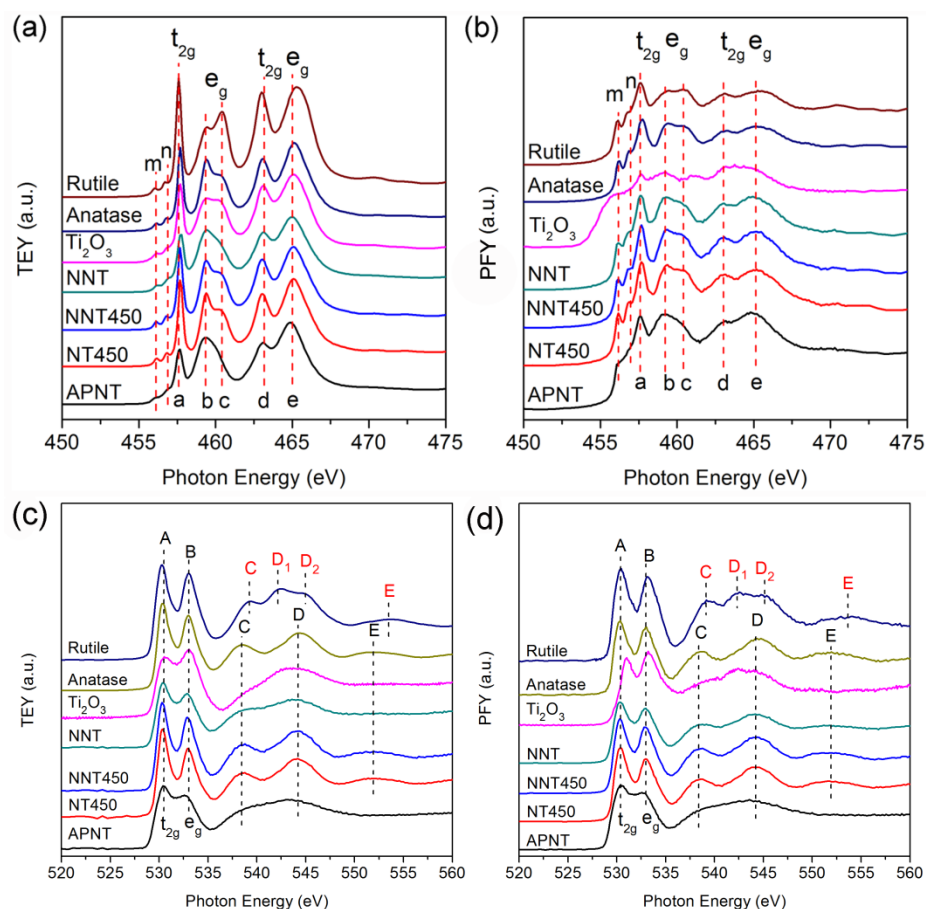 (a)
t2g
eg
t2g
eg
m
n
Rutile
Anatase
Ti2O3
NNT
NNT450
NT450
APNT
a b c d e
TEY (a.u.)
450 455 460 465 470 475
Photon Energy (eV)
(b)
t2g eg t2g eg
m
n
Rutile
Anatase
Ti2O3
NNT
NNT450
NT450
APNT
a b c d e
PFY (a.u.)
450 455 460 465 470 475
Photon Energy (eV)
(c)
A
B
C
D1
D2
E
C
D
E
Rutile
Anatase
Ti2O3
NNT
NNT450
NT450
APNT
t2g eg
TEY (a.u.)
520 525 530 535 540 545 550 555 560
Photon Energy (eV)
(d)
A
B
C
D1
D2
E
C
D
E
Rutile
Anatase
Ti2O3
NNT
NNT450
NT450
APNT
t2g eg
PFY (a.u.)
520 525 530 535 540 545 550 555 560
Photon Energy (eV)